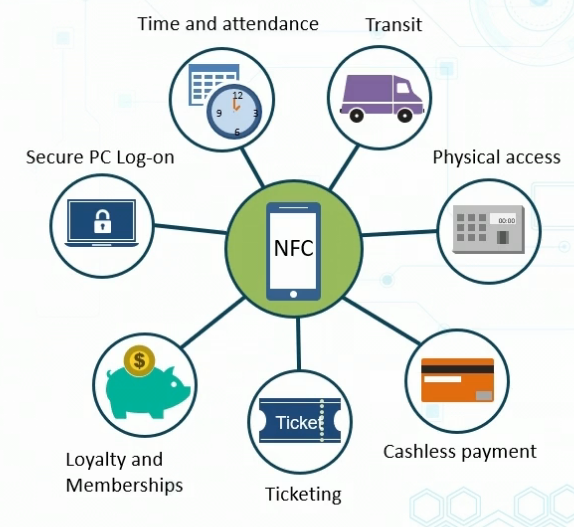 Time and attendance
Transit
12
9
3
6
Secure PC Log-on
Physical access
00:00
NFC
$
Ticket
Cashless payment
Loyalty and
Memberships
Ticketing